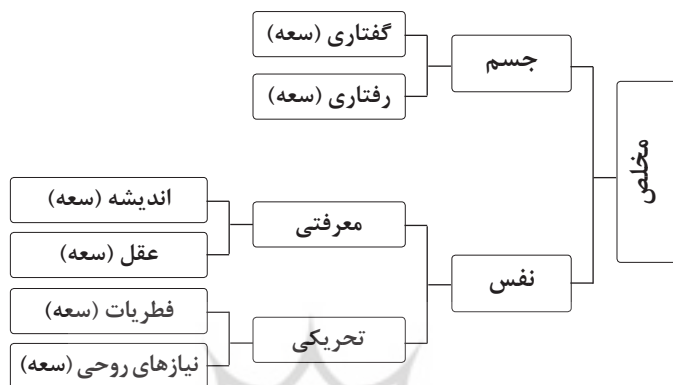 مخلص
جسم
گفتاری (سعه)
رفتاری (سعه)
نفس
معرفتی
اندیشه (سعه)
عقل (سعه)
تحریکی
فطریات (سعه)
نیازهای روحی (سعه)